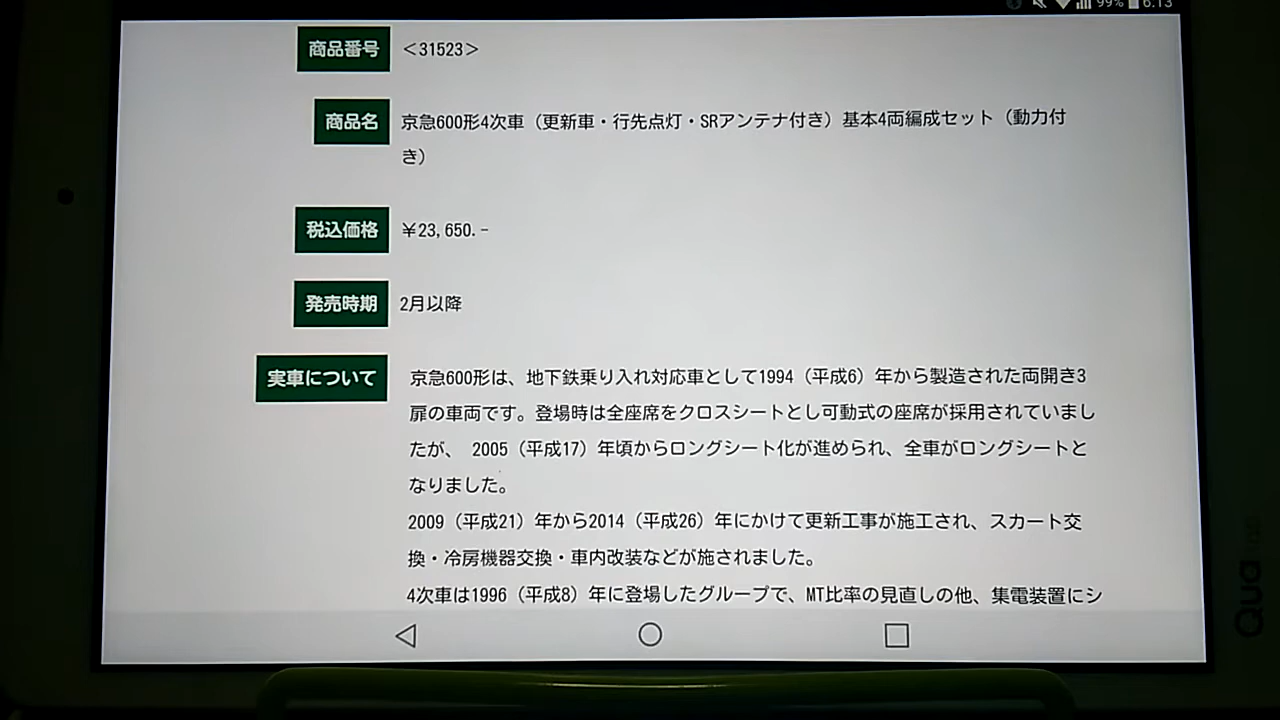 99% 6:13
商品番号 <31523>
商品名 京急600形4次車（更新車・行先点灯・SRアンテナ付き）基本4両編成セット（動力付
き）
税込価格 ￥23,650.-
発売時期 2月以降
実車について 京急600形は、地下鉄乗り入れ対応車として1994（平成6）年から製造された両開き3
扉の車両です。登場時は全座席をクロスシートとし可動式の座席が採用されていまし
たが、 2005（平成17）年頃からロングシート化が進められ、全車がロングシートと
なりました。
2009（平成21）年から2014（平成26）年にかけて更新工事が施工され、スカート交
換・冷房機器交換・車内改装などが施されました。
4次車は1996（平成8）年に登場したグループで、MT比率の見直しの他、集電装置にシ
Qua